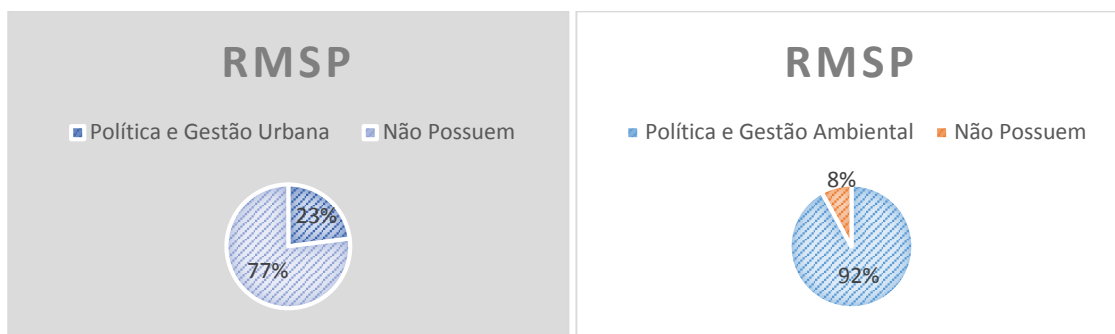 RMSP
Política e Gestão Urbana Não Possuem
23%
77%
RMSP
Política e Gestão Ambiental Não Possuem
8%
92%